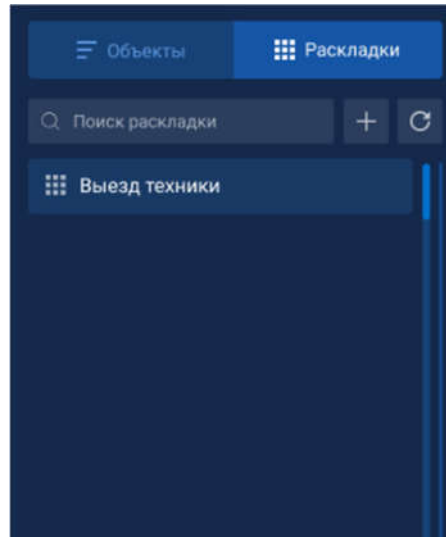 Объекты
Раскладки
Поиск раскладки
Выезд техники